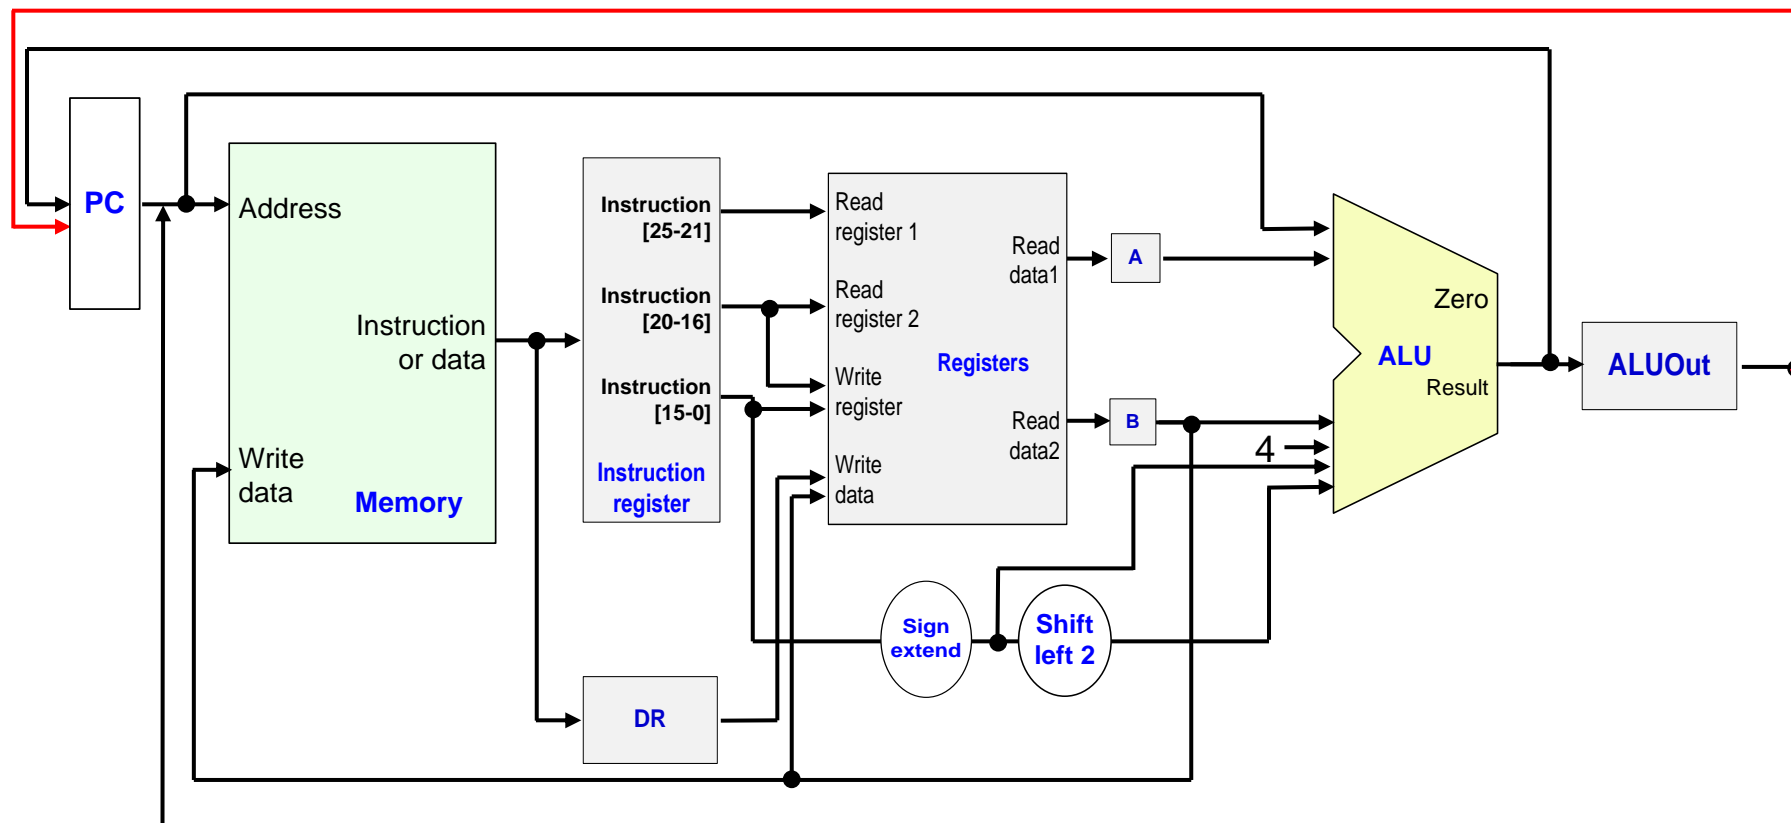 PC
Address
Instruction
or data
Write
data
Memory
Instruction
[25-21]
Instruction
[20-16]
Instruction
[15-0]
Instruction
register
DR
Read
register 1
Read
register 2
Write
register
Write
data
Registers
Read
data1
Read
data2
A
B
4
Sign
extend
Shift
left 2
Zero
ALU
Result
ALUOut